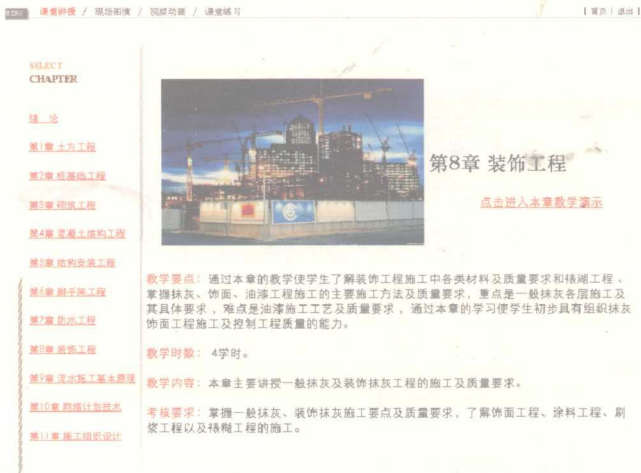 课堂讲授 / 现场图演 / 视频动画 / 课堂练习
[ 首页 | 退出 ]
SELECT
CHAPTER
绪 论
第1章 土方工程
第2章 桩基础工程
第3章 砌筑工程
第4章 混凝土结构工程
第5章 结构安装工程
第6章 脚手架工程
第7章 防水工程
第8章 装饰工程
第9章 流水施工基本原理
第10章 网络计划技术
第11章 施工组织设计
第8章 装饰工程
点击进入本章教学演示
教学要点：通过本章的教学使学生了解装饰工程施工中各类材料及质量要求和裱湖工程、
掌握抹灰、饰面、油漆工程施工的主要施工方法及质量要求，重点是一般抹灰各层施工及
其具体要求，难点是油漆施工工艺及质量要求，通过本章的学习使学生初步具有组织抹灰
饰面工程施工及控制工程质量的能力。
教学时数： 4学时。
教学内容：本章主要讲授一般抹灰及装饰抹灰工程的施工及质量要求。
考核要求：掌握一般抹灰、装饰抹灰施工要点及质量要求，了解饰面工程、涂料工程、刷
浆工程以及裱糊工程的施工。